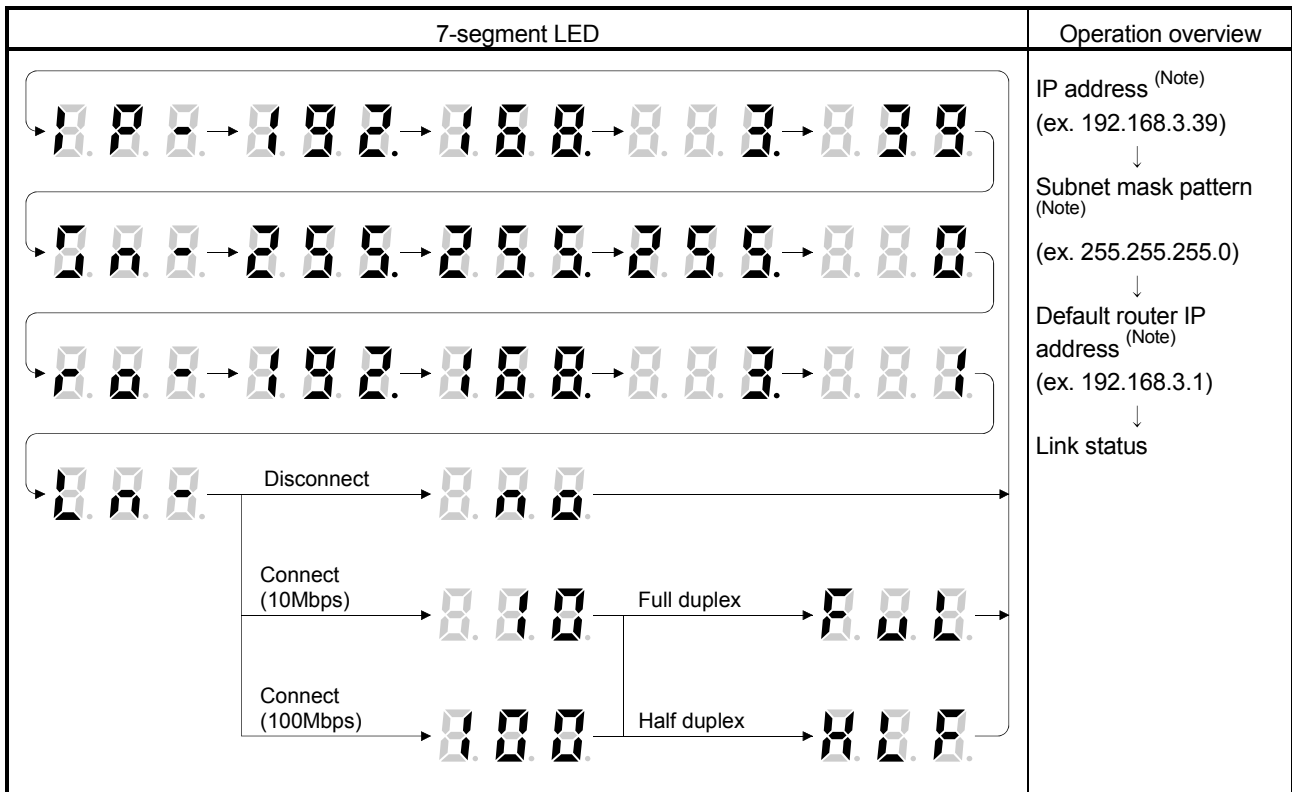 7-segment LED
Operation overview
IP- 192. 168. 3. 39
Sn- 255. 255. 255. 0
ro- 192. 168. 3. 1
Ln-
Disconnect
no
Connect
(10Mbps)
10
Full duplex
FuL
Connect
(100Mbps)
100
Half duplex
HLF
IP address (Note)
(ex. 192.168.3.39)
↓
Subnet mask pattern
(Note)
(ex. 255.255.255.0)
↓
Default router IP
address (Note)
(ex. 192.168.3.1)
↓
Link status